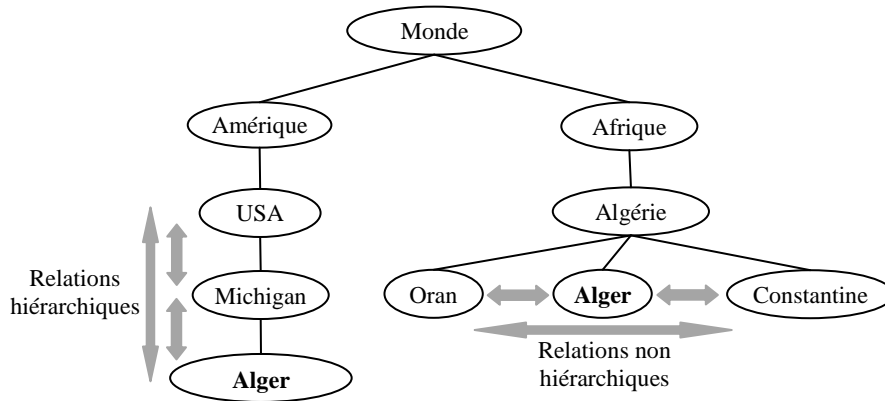 Monde
Amérique
Afrique
USA
Algérie
Relations
hiérarchiques
Michigan
Oran
Alger
Constantine
Alger
Relations non
hiérarchiques